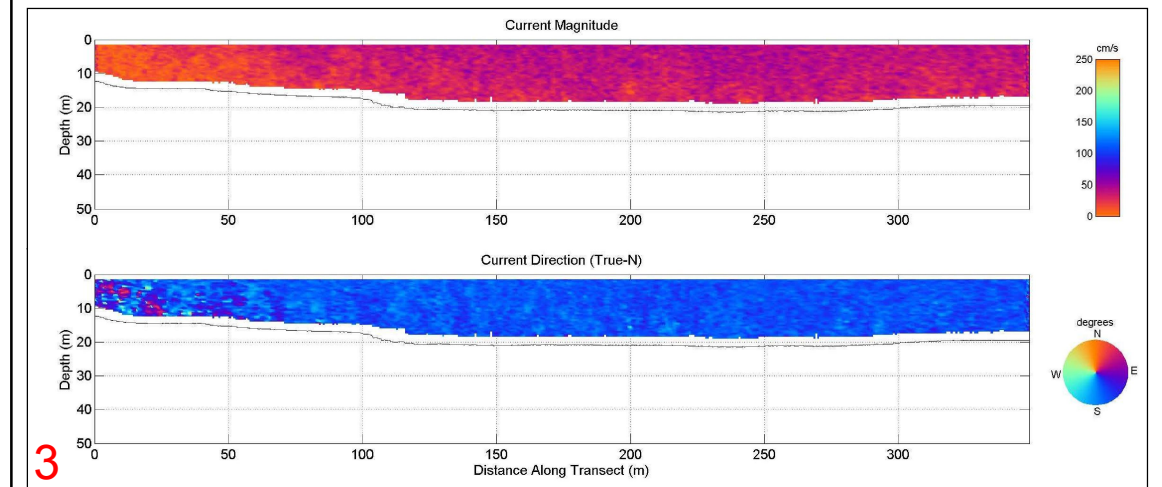 Current Magnitude
0
10
20
30
40
50
Depth (m)
0 50 100 150 200 250 300
cm/s
250
200
150
100
50
0
Current Direction (True-N)
0
10
20
30
40
50
Depth (m)
0 50 100 150 200 250 300
Distance Along Transect (m)
degrees
N
W E
S
3